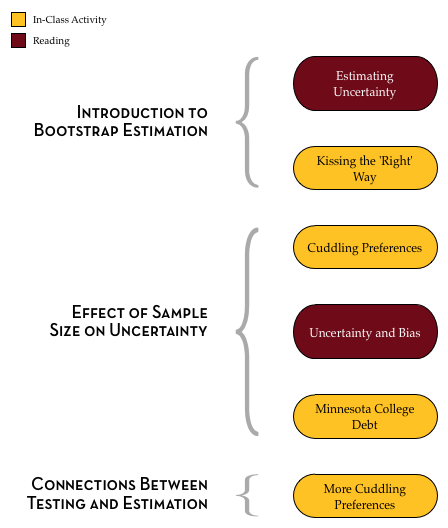 In-Class Activity
Reading
Introduction to
Bootstrap Estimation
Estimating
Uncertainty
Kissing the 'Right'
Way
Effect of Sample
Size on Uncertainty
Cuddling Preferences
Uncertainty and Bias
Minnesota College
Debt
Connections Between
Testing and Estimation
More Cuddling
Preferences